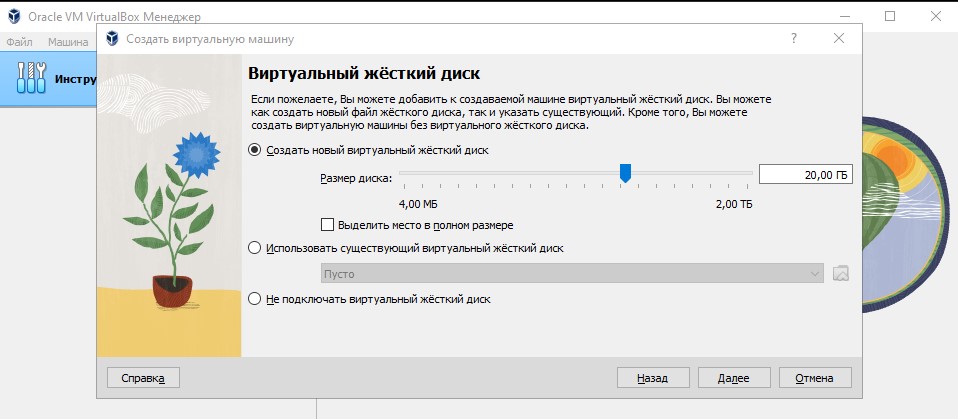 Oracle VM VirtualBox Менеджер
Файл Машина
Создать виртуальную машину
?
Инстру
Виртуальный жёсткий диск
Если пожелаете, Вы можете добавить к создаваемой машине виртуальный жёсткий диск. Вы можете
как создать новый файл жёсткого диска, так и указать существующий. Кроме того, Вы можете
создать виртуальную машины без виртуального жёсткого диска.
Создать новый виртуальный жёсткий диск
Размер диска:
20,00 ГБ
4,00 МБ 2,00 ТБ
Выделить место в полном размере
Использовать существующий виртуальный жёсткий диск
Пусто
Не подключать виртуальный жёсткий диск
Справка Назад Далее Отмена